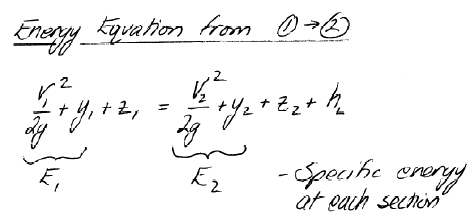 Energy Equation from ① → ②
V₁²/2g + y₁ + z₁ = V₂²/2g + y₂ + z₂ + h_L
E₁ E₂ - Specific energy
at each section